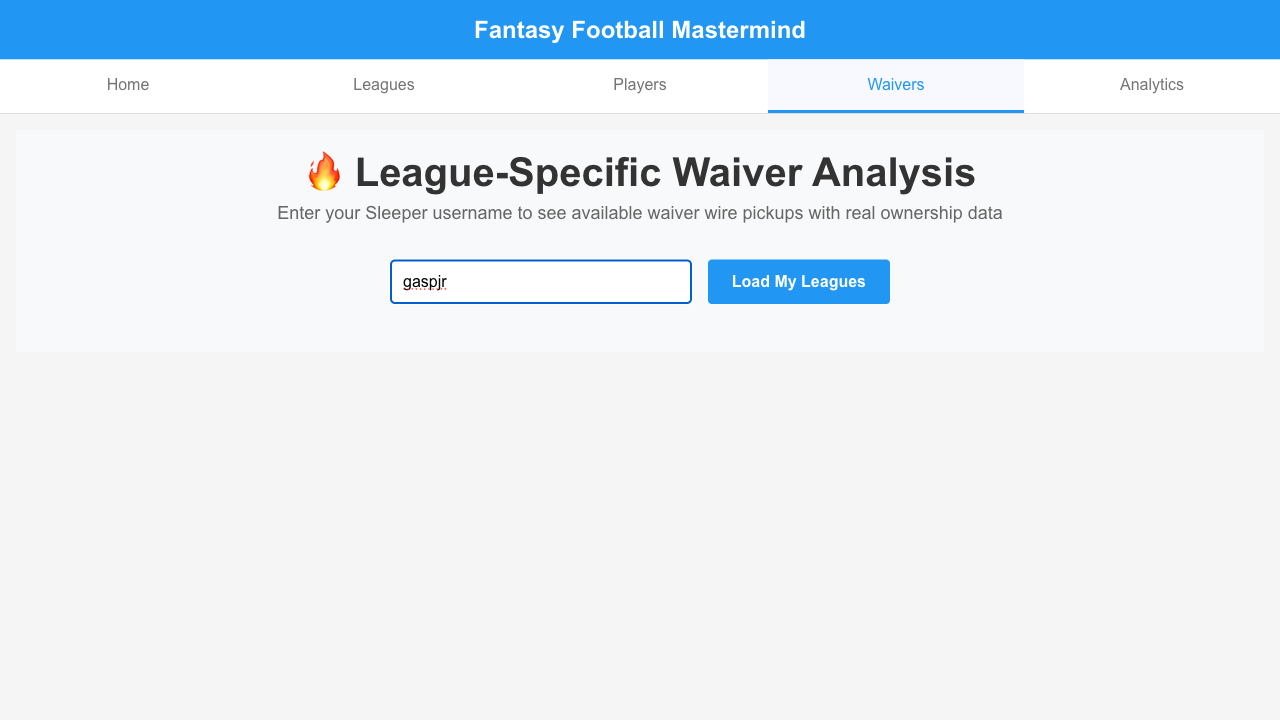 Fantasy Football Mastermind
Home
Leagues
Players
Waivers
Analytics
🔥 League-Specific Waiver Analysis
Enter your Sleeper username to see available waiver wire pickups with real ownership data
gaspjr
Load My Leagues